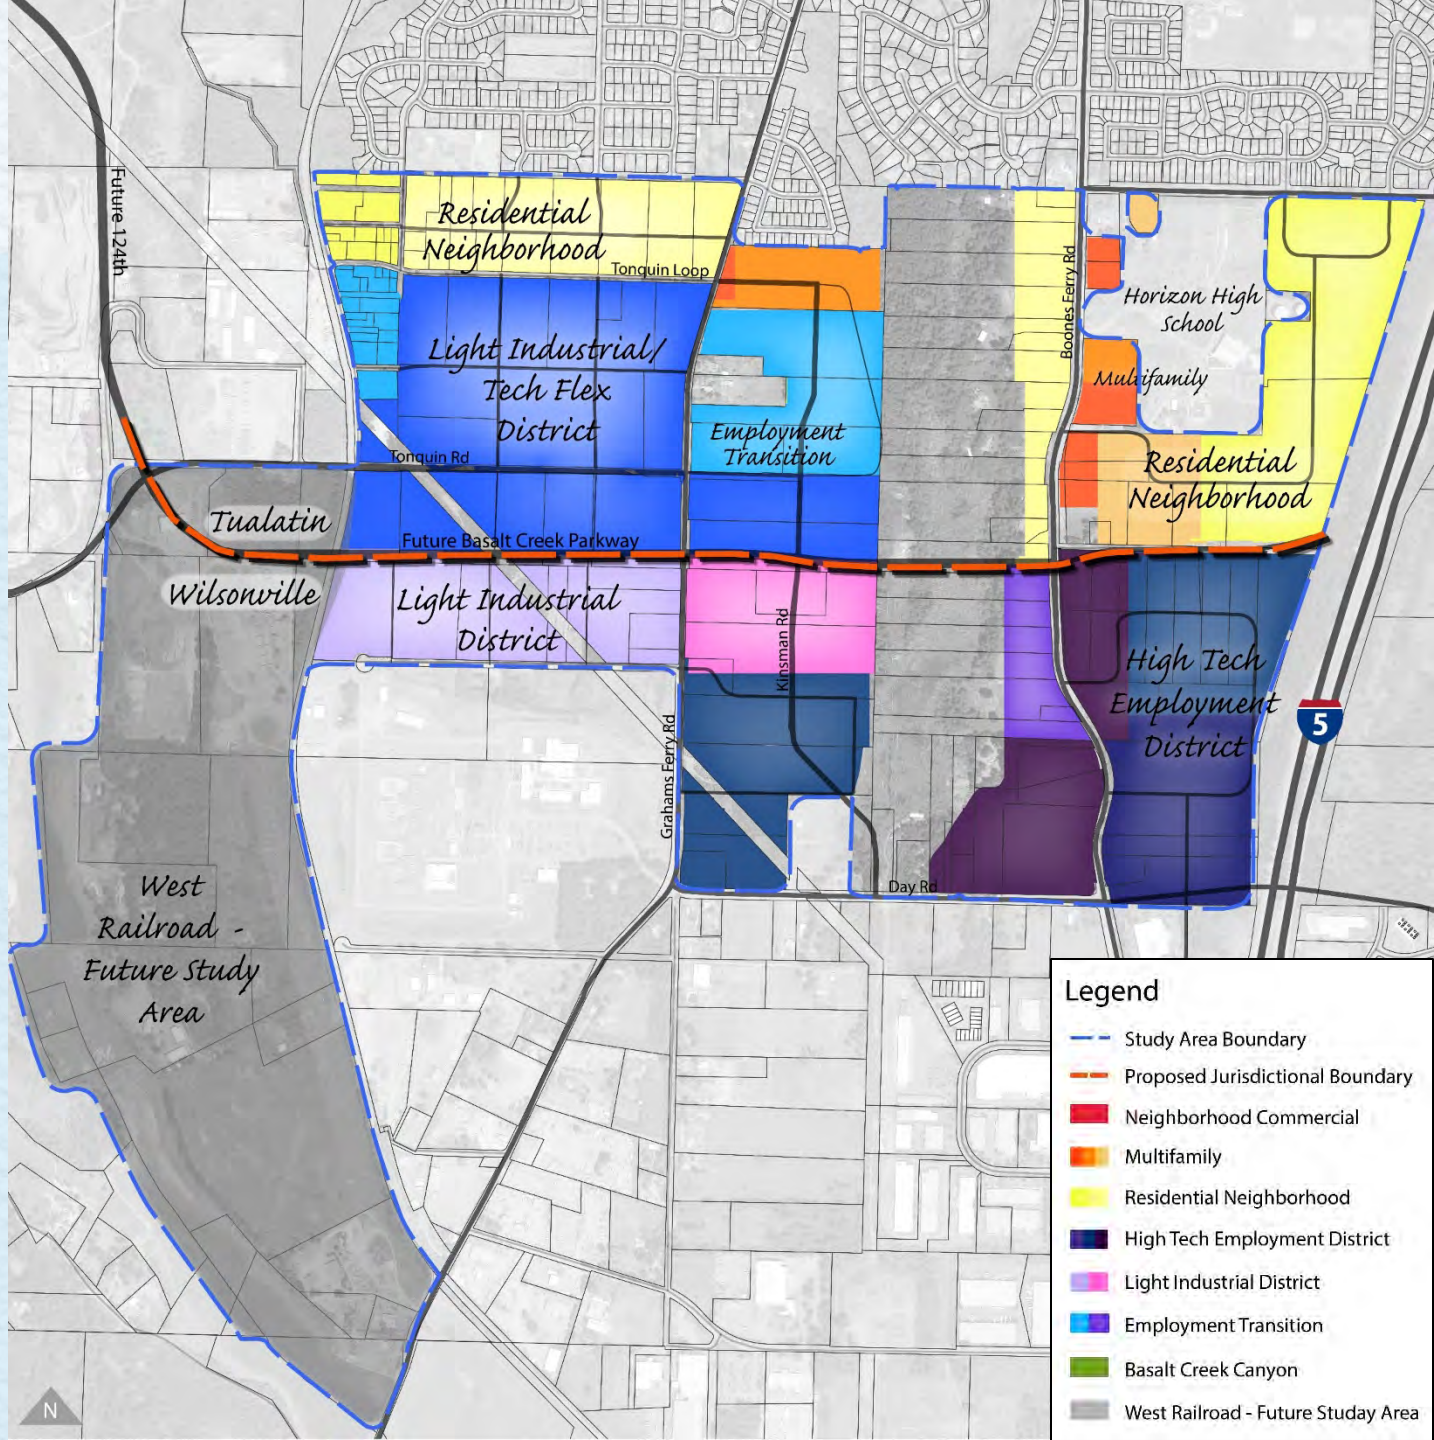 Future 124th
Residential
Neighborhood
Tonquin Loop
Boones Ferry Rd
Horizon High
School
Light Industrial/
Tech Flex
District
Multifamily
Employment
Transition
Tonquin Rd
Residential
Neighborhood
Tualatin
Future Basalt Creek Parkway
Wilsonville
Light Industrial
District
Kinsman Rd
High Tech
Employment
District
5
Grahams Ferry Rd
Day Rd
West
Railroad -
Future Study
Area
N
Legend
Study Area Boundary
Proposed Jurisdictional Boundary
Neighborhood Commercial
Multifamily
Residential Neighborhood
High Tech Employment District
Light Industrial District
Employment Transition
Basalt Creek Canyon
West Railroad - Future Studay Area